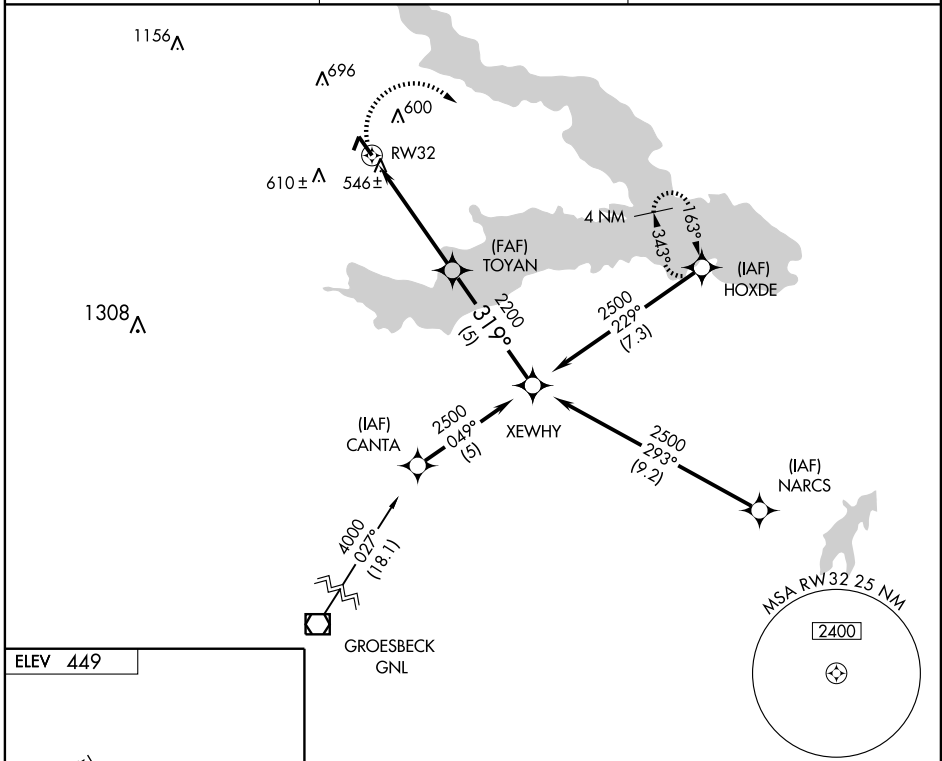 1156
696
600
RW32
610 ±
546±
4 NM
163°
343°
(FAF)
TOYAN
(IAF)
HOXDE
2200
319°
(5)
2500
229°
(7.3)
1308
XEWHY
(IAF)
CANTA
2500
049°
(5)
2500
293°
(9.2)
(IAF)
NARCS
4000
027°
(18.1)
GROESBECK
GNL
MSA RW32 25 NM
2400
ELEV 449